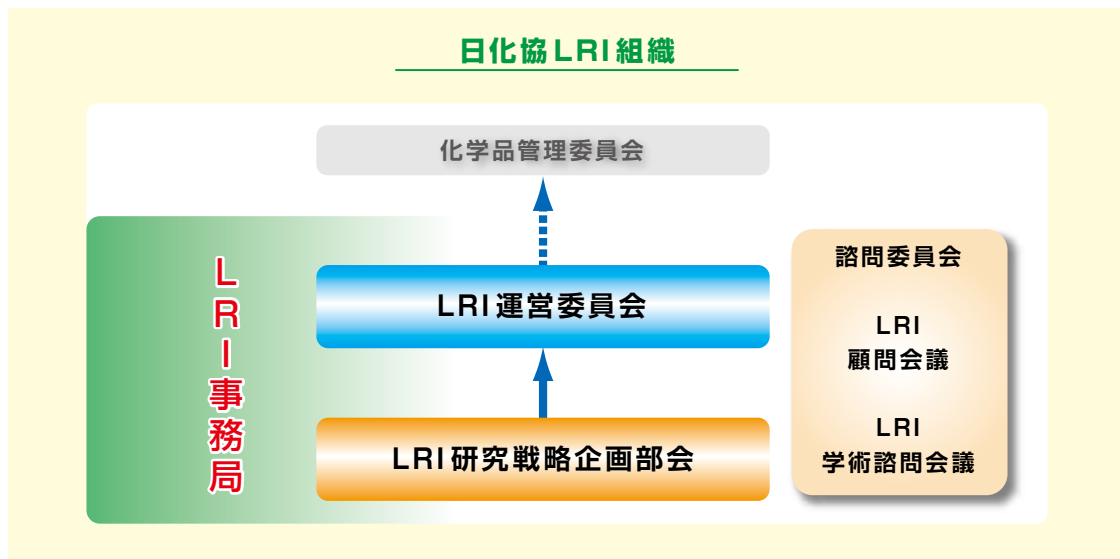 日化協LRI組織
化学品管理委員会
LRI事務局
LRI運営委員会
LRI研究戦略企画部会
諮問委員会
LRI
顧問会議
LRI
学術諮問会議